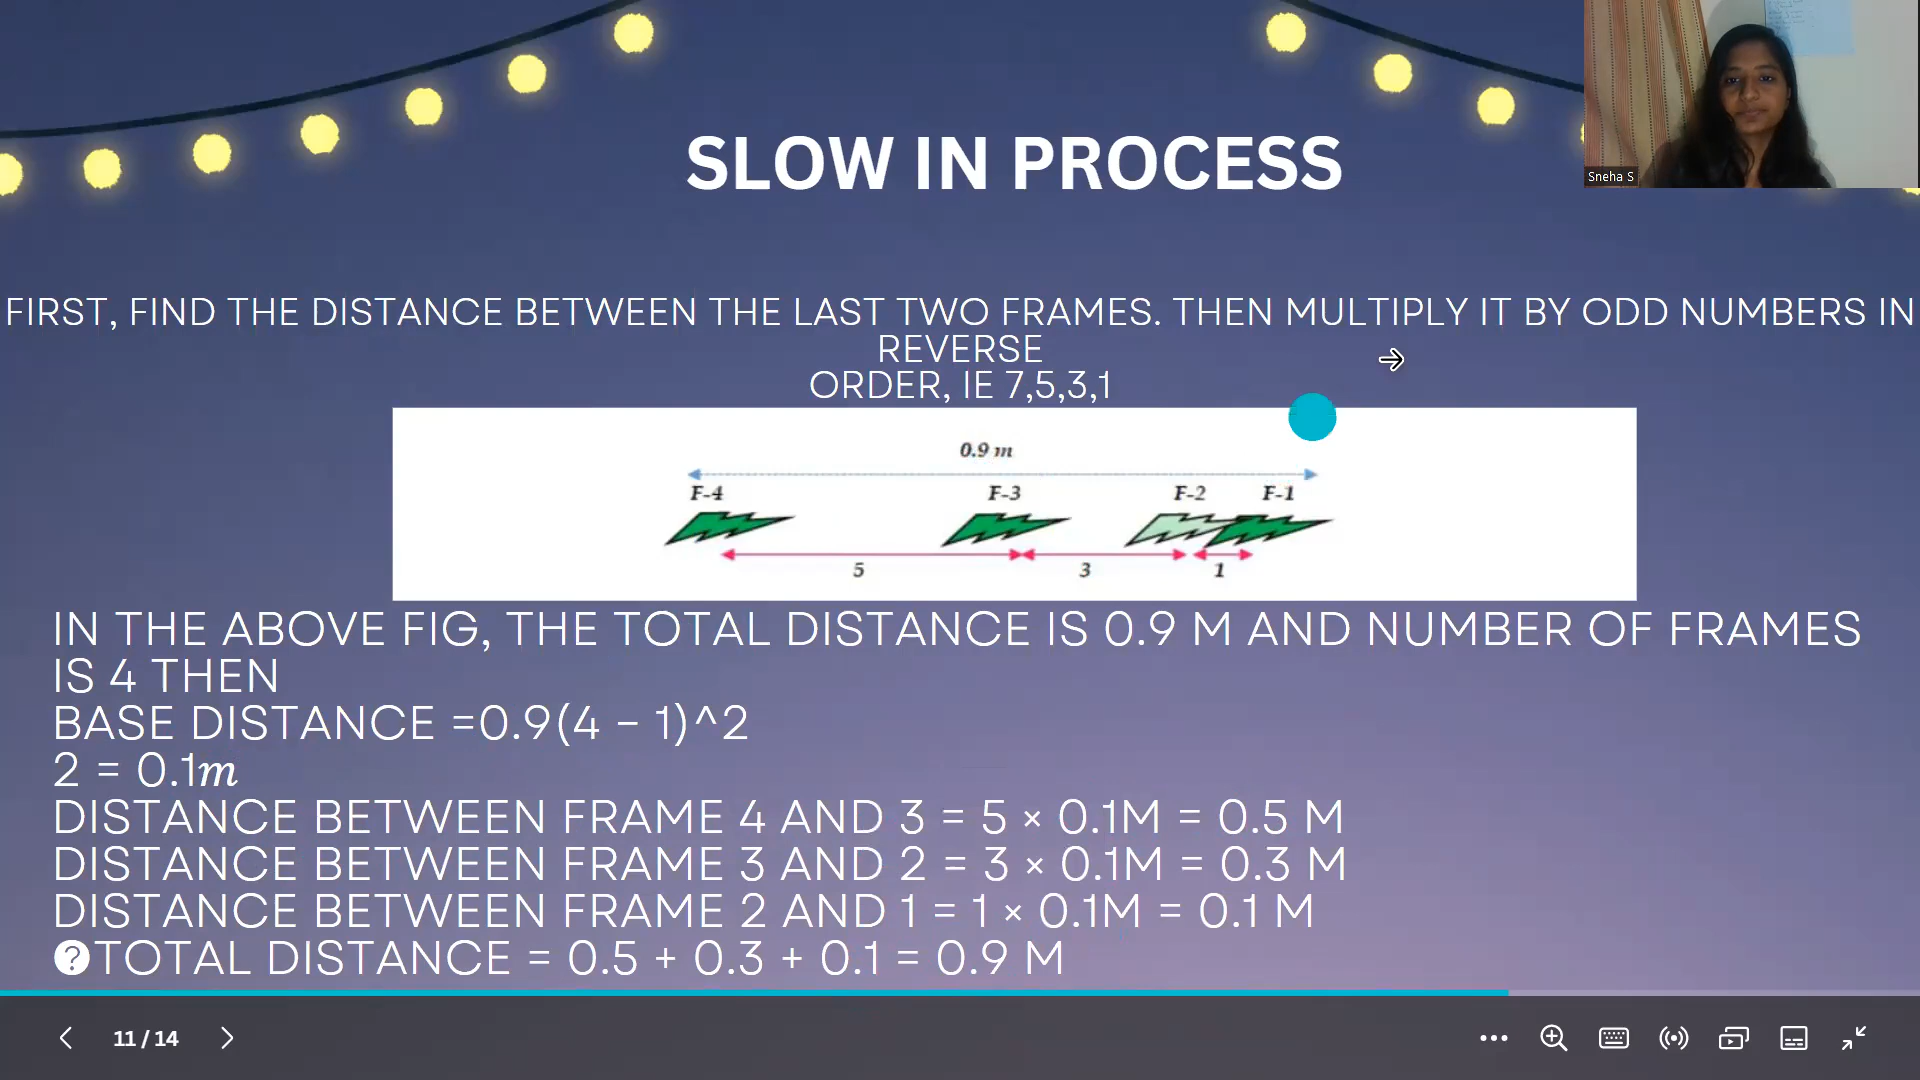 Sneha S
SLOW IN PROCESS
FIRST, FIND THE DISTANCE BETWEEN THE LAST TWO FRAMES. THEN MULTIPLY IT BY ODD NUMBERS IN
REVERSE
ORDER, IE 7,5,3,1
0.9 m
F-4 F-3 F-2 F-1
5 3 1
IN THE ABOVE FIG, THE TOTAL DISTANCE IS 0.9 M AND NUMBER OF FRAMES
IS 4 THEN
BASE DISTANCE =0.9(4 − 1)^2
2 = 0.1m
DISTANCE BETWEEN FRAME 4 AND 3 = 5 × 0.1M = 0.5 M
DISTANCE BETWEEN FRAME 3 AND 2 = 3 × 0.1M = 0.3 M
DISTANCE BETWEEN FRAME 2 AND 1 = 1 × 0.1M = 0.1 M
?TOTAL DISTANCE = 0.5 + 0.3 + 0.1 = 0.9 M
11 / 14